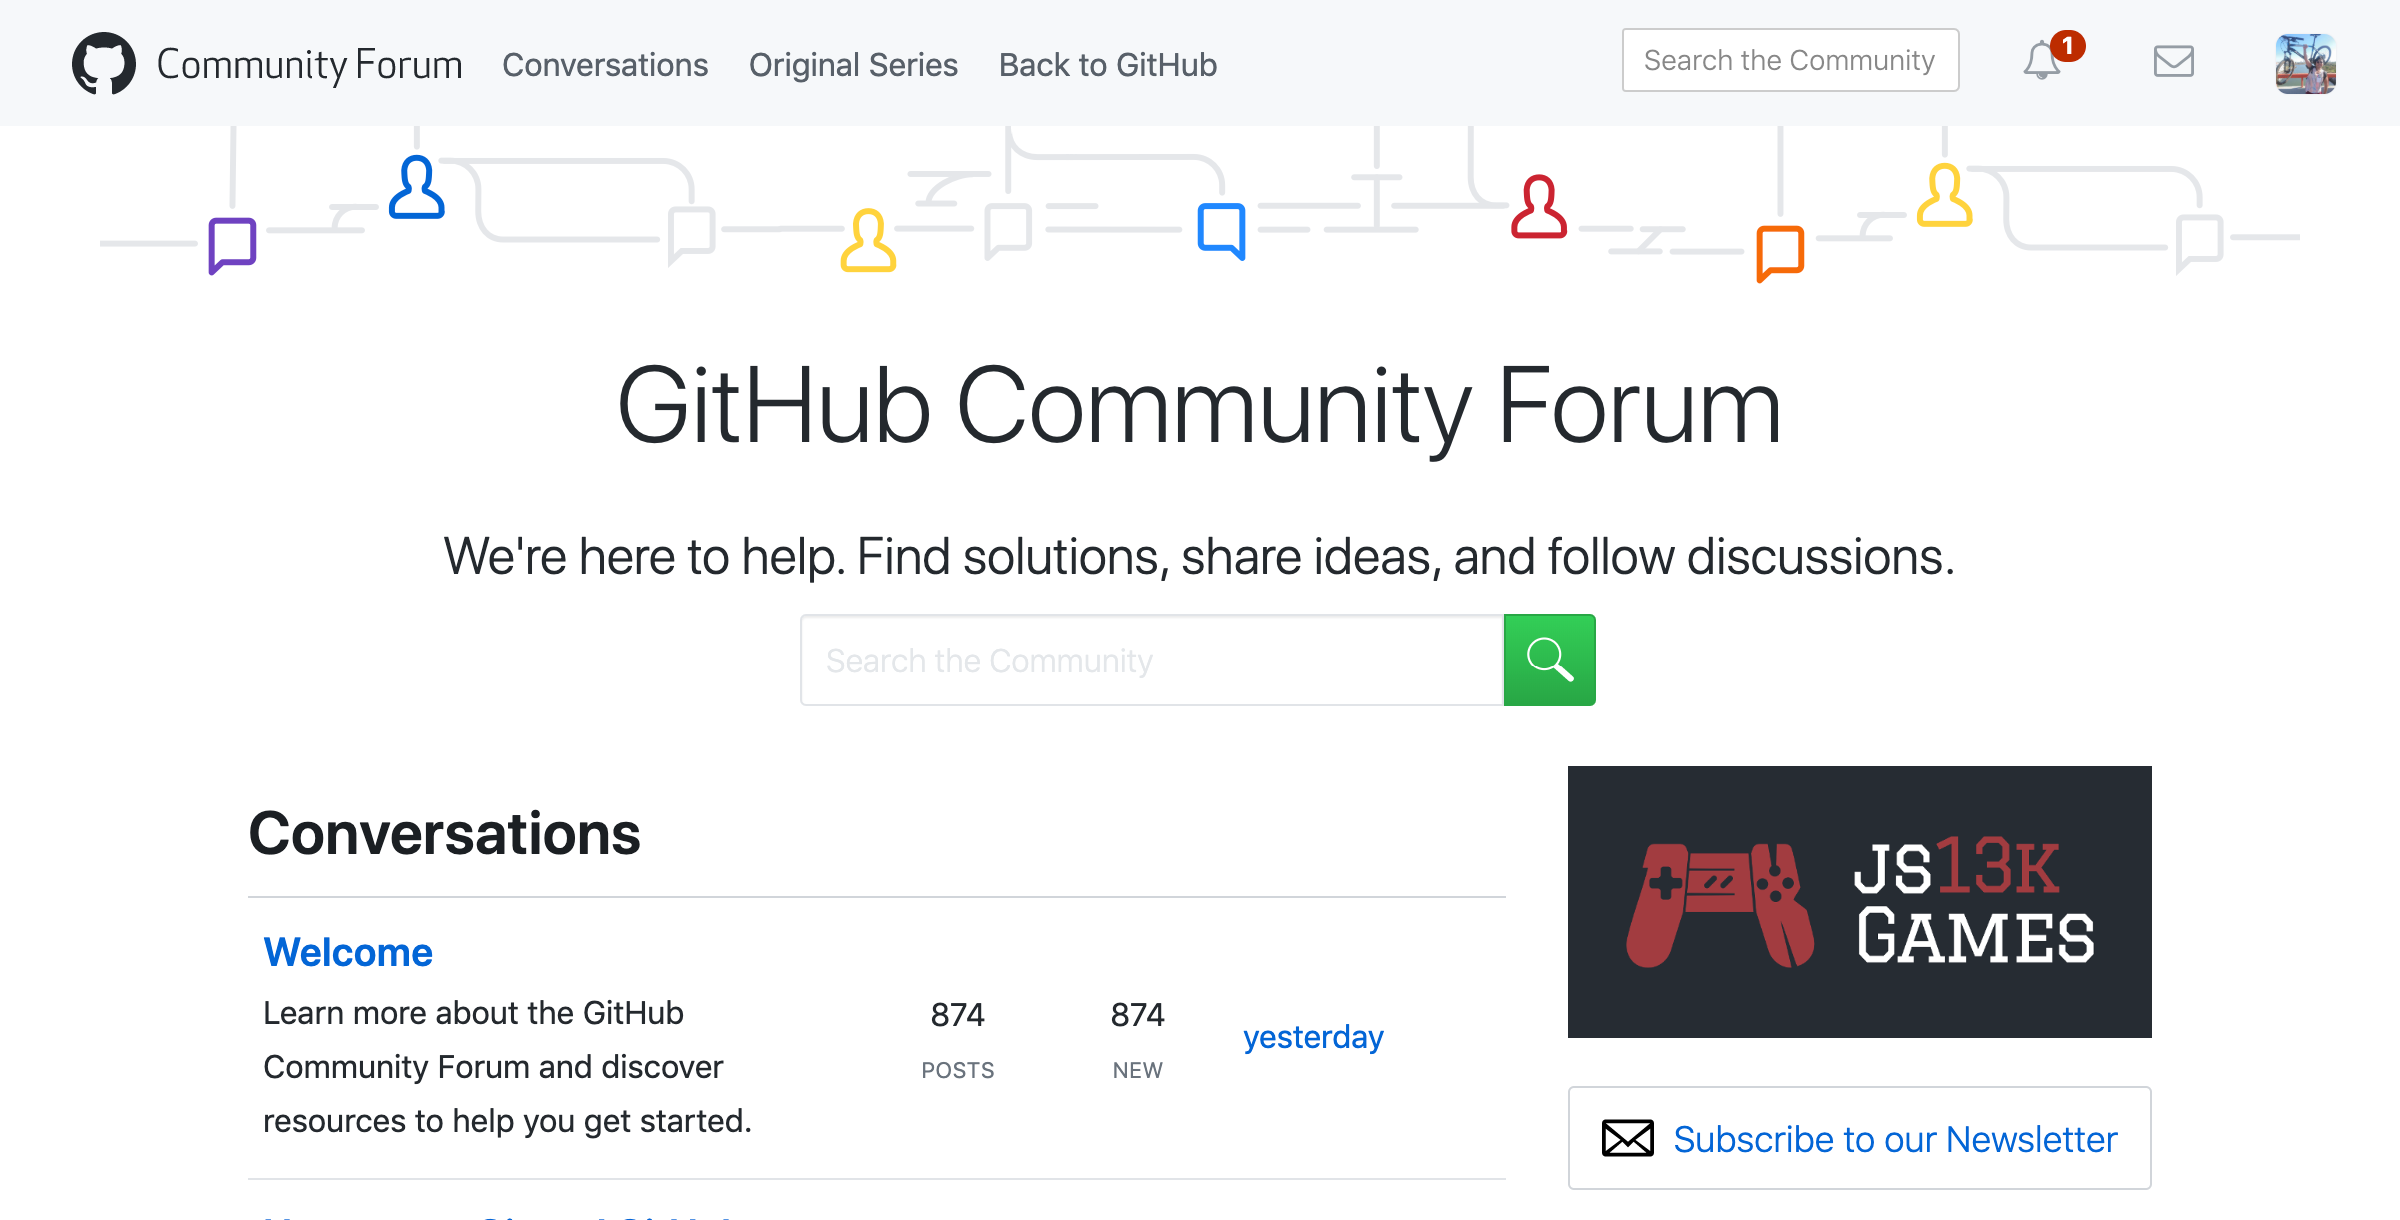 Community Forum Conversations Original Series Back to GitHub Search the Community 1
GitHub Community Forum
We're here to help. Find solutions, share ideas, and follow discussions.
Search the Community
Conversations
Welcome
Learn more about the GitHub
Community Forum and discover
resources to help you get started.
874
POSTS
874
NEW
yesterday
JS13K
GAMES
Subscribe to our Newsletter